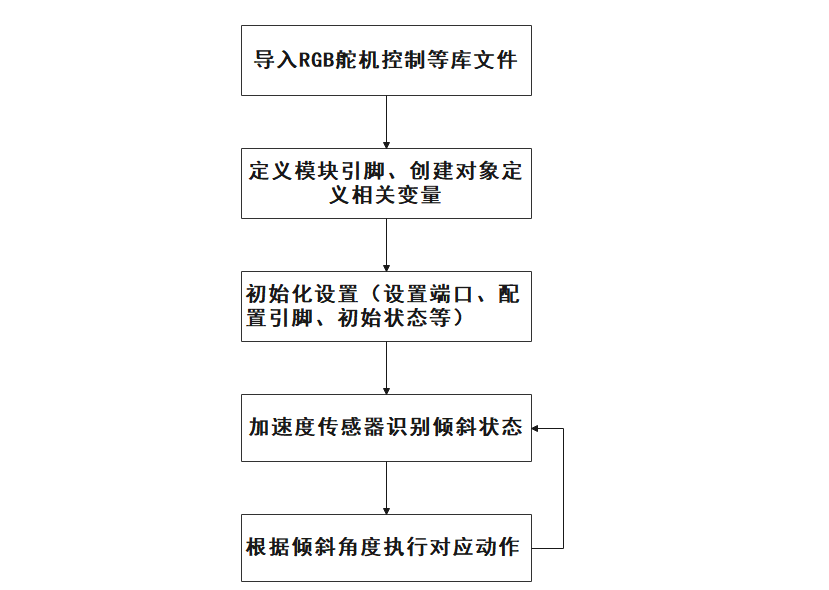 导入RGB舵机控制等库文件
定义模块引脚、创建对象定
义相关变量
初始化设置（设置端口、配
置引脚、初始状态等）
加速度传感器识别倾斜状态
根据倾斜角度执行对应动作